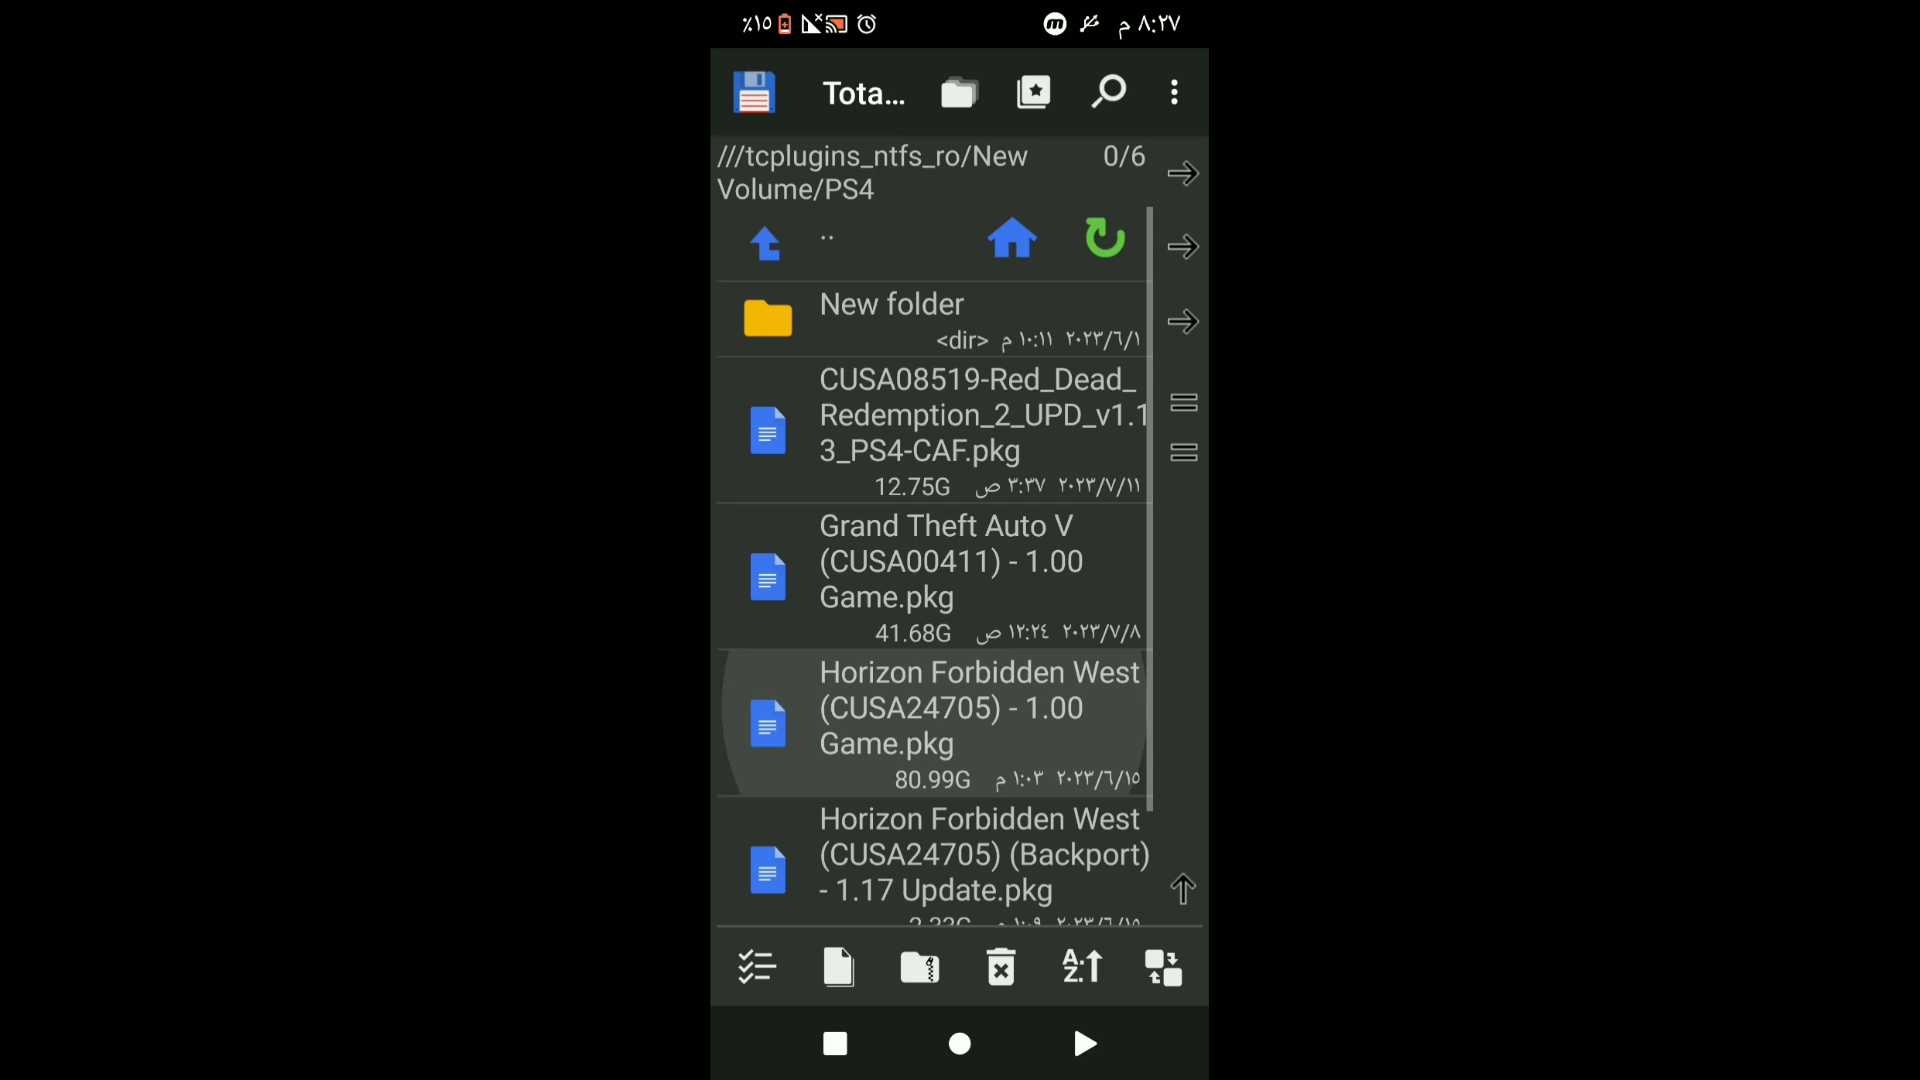 ٪١٥
٨:٢٧ م
Tota...
///tcplugins_ntfs_ro/New
Volume/PS4
0/6
..
New folder
<dir> ٢٠٢٣/٦/١ ١٠:١١ م
CUSA08519-Red_Dead_
Redemption_2_UPD_v1.1
3_PS4-CAF.pkg
12.75G ٢٠٢٣/٧/١١ ٣:٣٧ ص
Grand Theft Auto V
(CUSA00411) - 1.00
Game.pkg
41.68G ٢٠٢٣/٧/٨ ١٢:٢٤ ص
Horizon Forbidden West
(CUSA24705) - 1.00
Game.pkg
80.99G ٢٠٢٣/٦/١٥ ١:٠٣ م
Horizon Forbidden West
(CUSA24705) (Backport)
- 1.17 Update.pkg
A.
Z.